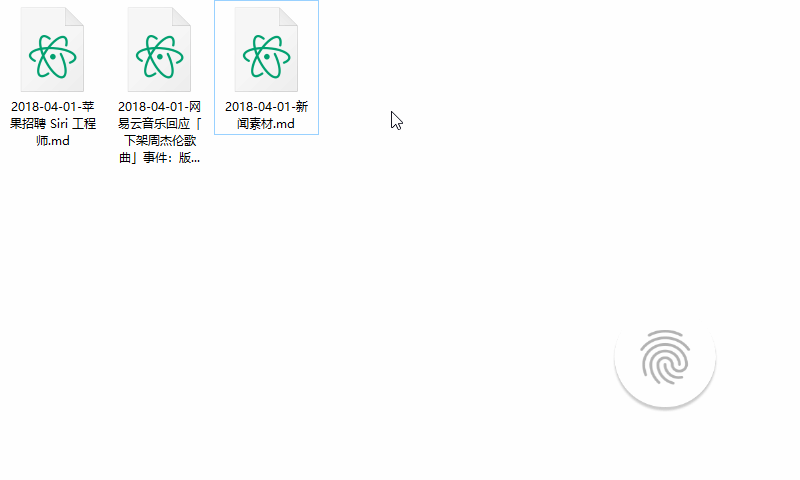 2018-04-01-苹
果招聘 Siri 工程
师.md
2018-04-01-网
易云音乐回应「
下架周杰伦歌
曲」事件：版...
2018-04-01-新
闻素材.md